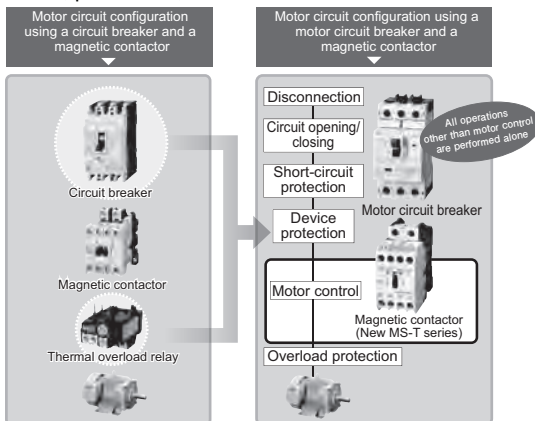 Motor circuit configuration
using a circuit breaker and a
magnetic contactor
Circuit breaker
Magnetic contactor
Thermal overload relay
Motor circuit configuration using a
motor circuit breaker and a
magnetic contactor
Disconnection
Circuit opening/
closing
Short-circuit
protection
Device
protection
Motor control
Overload protection
All operations
other than motor control
are performed alone
Motor circuit breaker
Magnetic contactor
(New MS-T series)